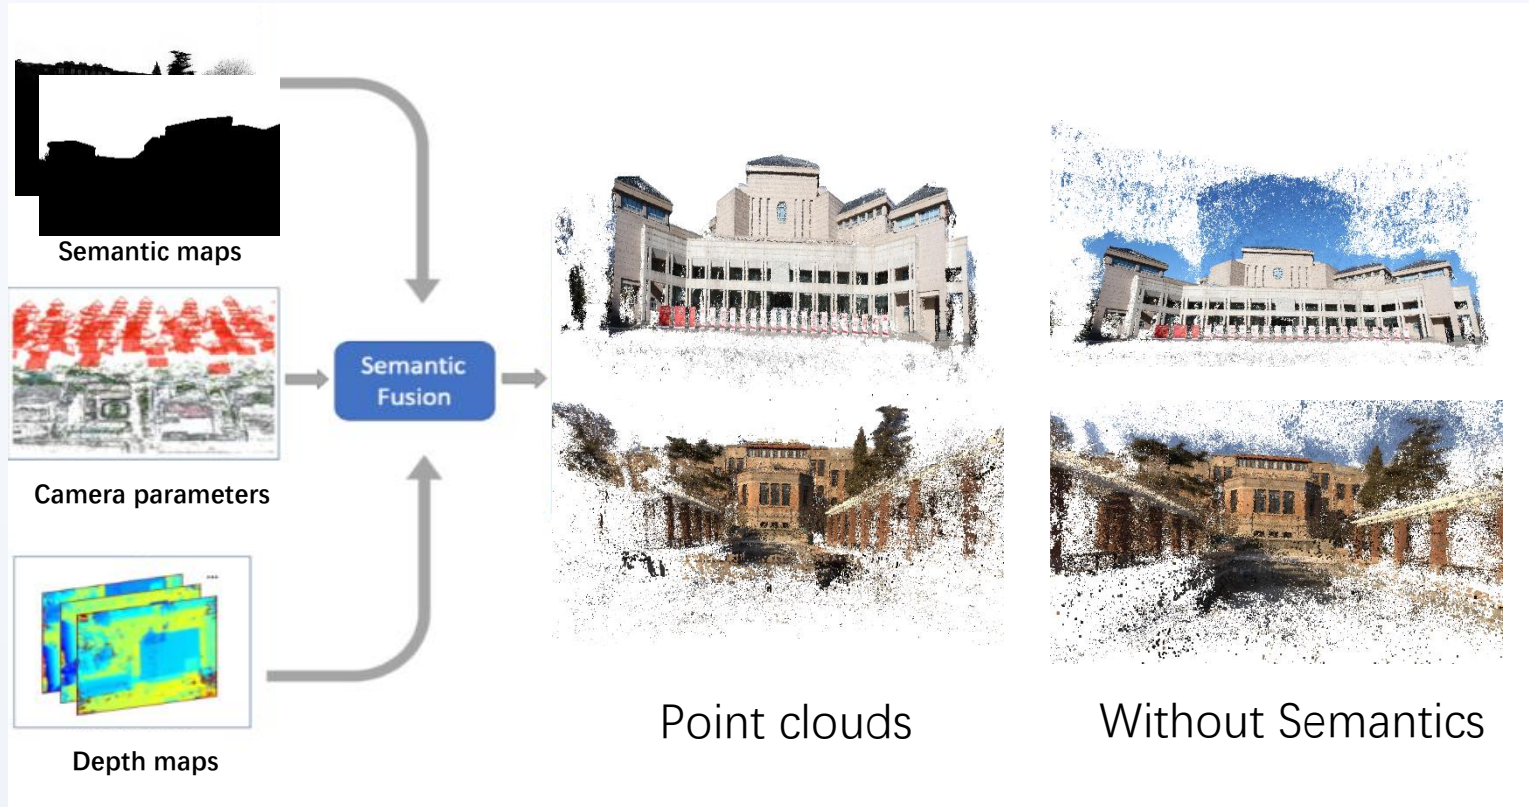 Semantic maps
Camera parameters
Depth maps
Semantic
Fusion
Point clouds
Without Semantics